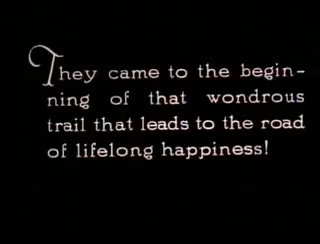 They came to the begin-
ning of that wondrous
trail that leads to the road
of lifelong happiness!